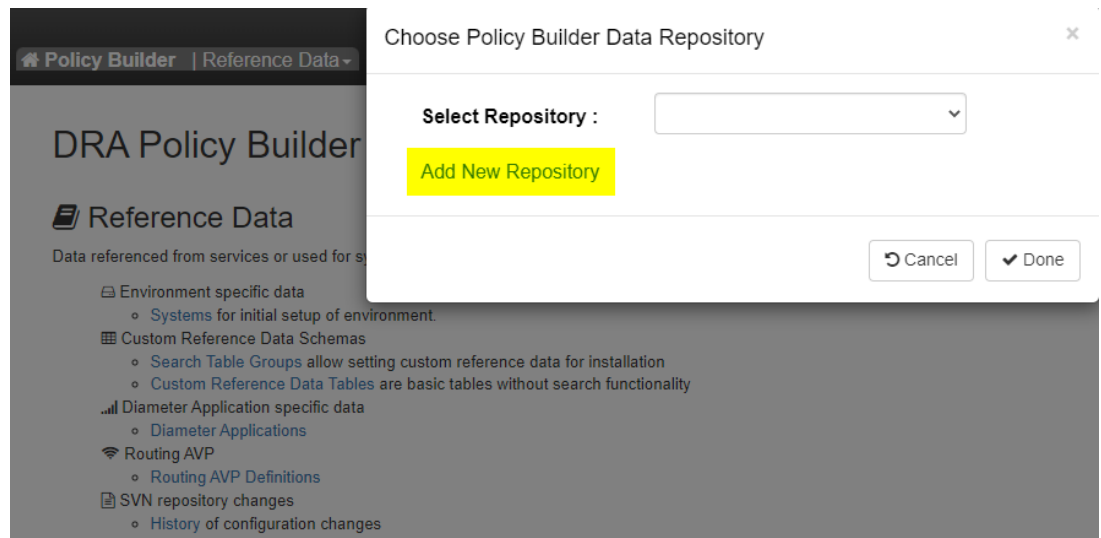 Choose Policy Builder Data Repository ×
Policy Builder | Reference Data
Select Repository :
DRA Policy Builder
Add New Repository
Reference Data
Data referenced from services or used for
Cancel Done
Environment specific data
Systems for initial setup of environment.
Custom Reference Data Schemas
Search Table Groups allow setting custom reference data for installation
Custom Reference Data Tables are basic tables without search functionality
Diameter Application specific data
Diameter Applications
Routing AVP
Routing AVP Definitions
SVN repository changes
History of configuration changes